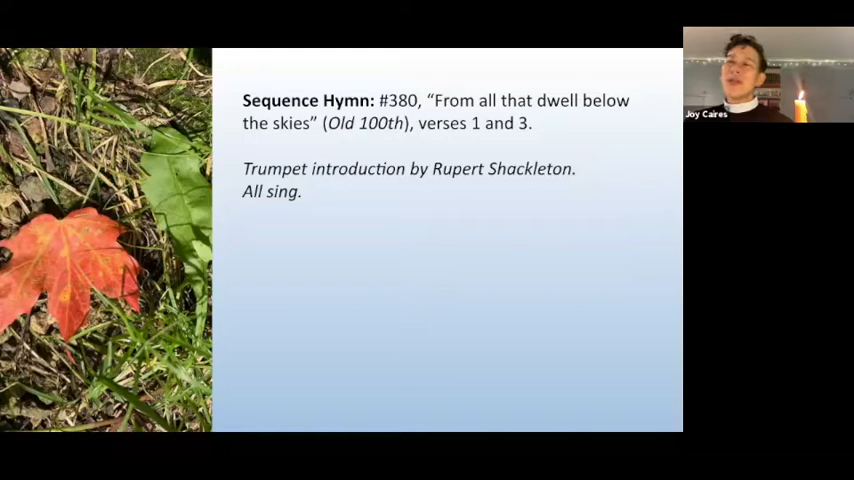 Sequence Hymn: #380, “From all that dwell below
the skies” (Old 100th), verses 1 and 3.
Trumpet introduction by Rupert Shackleton.
All sing.
Joy Caires